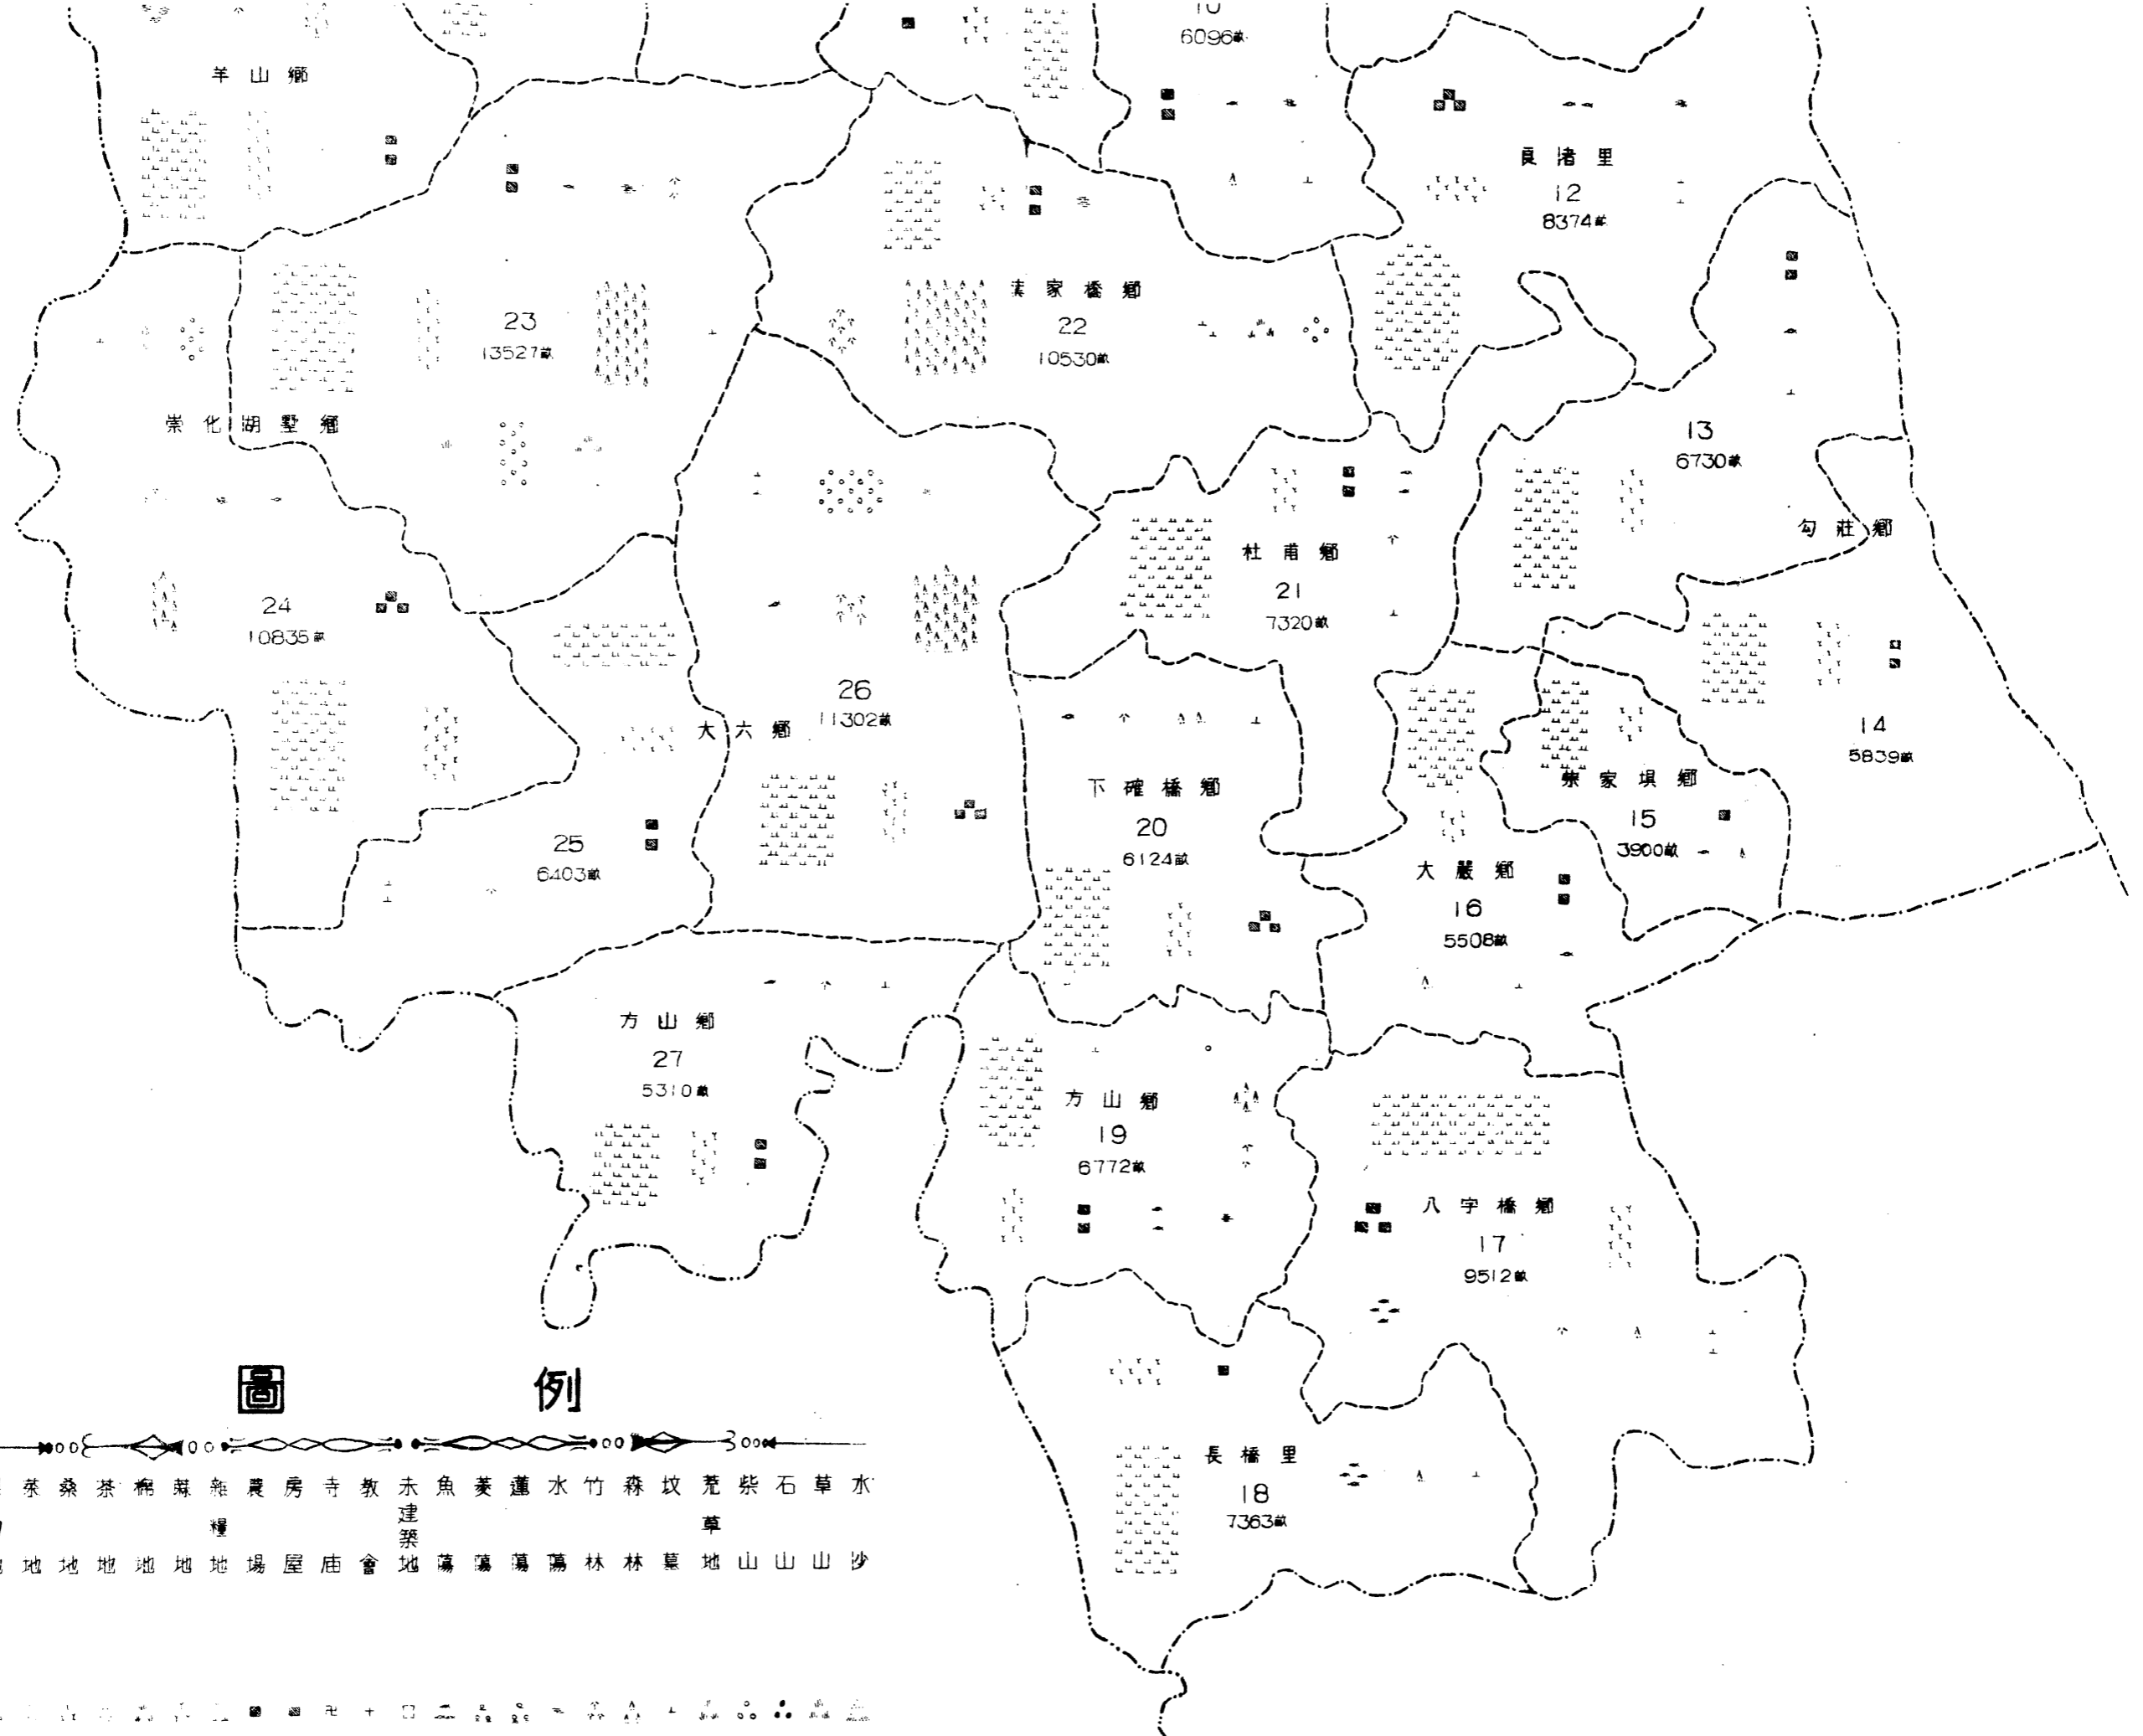 10
6096畝
羊山鄉
良渚里
12
8374畝
23
13527畝
家橋鄉
22
10530畝
崇化湖墅鄉
13
6730畝
勾莊鄉
杜甫鄉
21
7320畝
24
10835畝
26
11302畝
大六鄉
14
5839畝
下確橋鄉
20
6124畝
家埧鄉
15
3900畝
25
6403畝
大嚴鄉
16
5508畝
方山鄉
27
5310畝
方山鄉
19
6772畝
八字橋鄉
17
9512畝
長橋里
18
7363畝
圖例
地
桑地
茶地
棉地
蔴地
雜糧地
農場
房屋
寺庙
教會
未建築地
魚蕩
菱蕩
蓮蕩
水蕩
竹林
森林
坟墓
荒草地
柴山
石山
草山
水沙